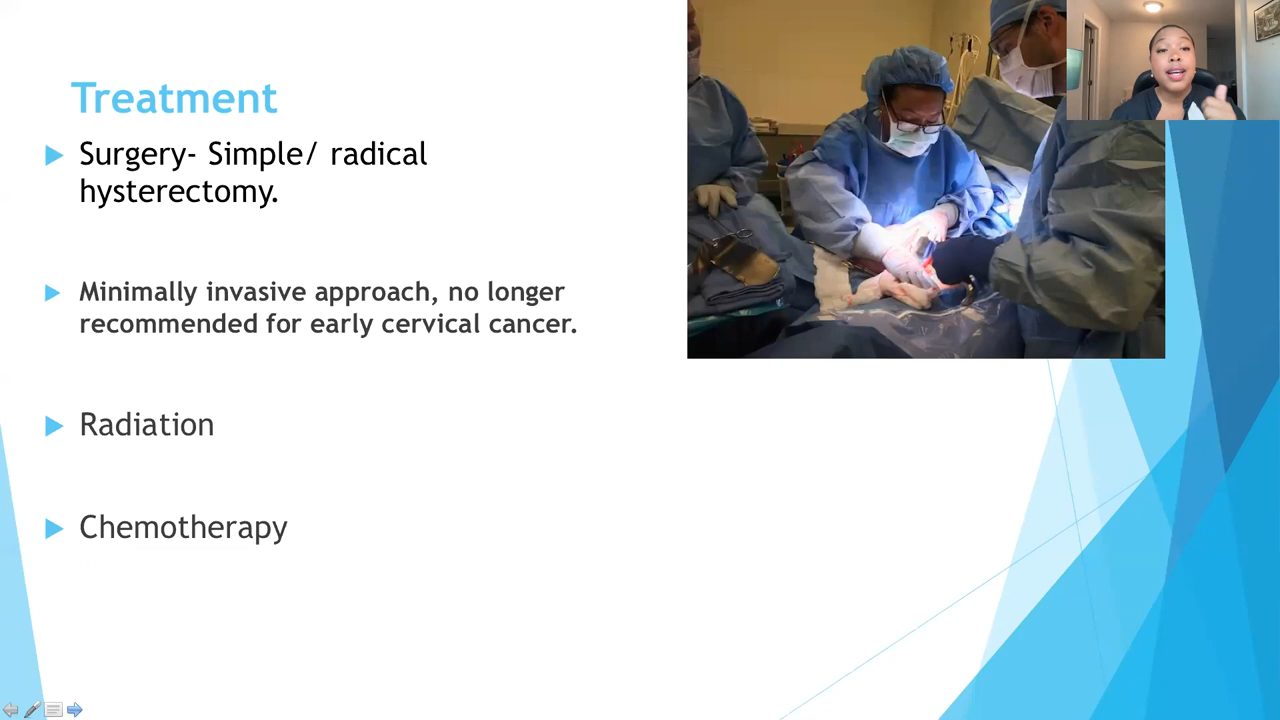 Treatment
Surgery- Simple/ radical
hysterectomy.
Minimally invasive approach, no longer
recommended for early cervical cancer.
Radiation
Chemotherapy